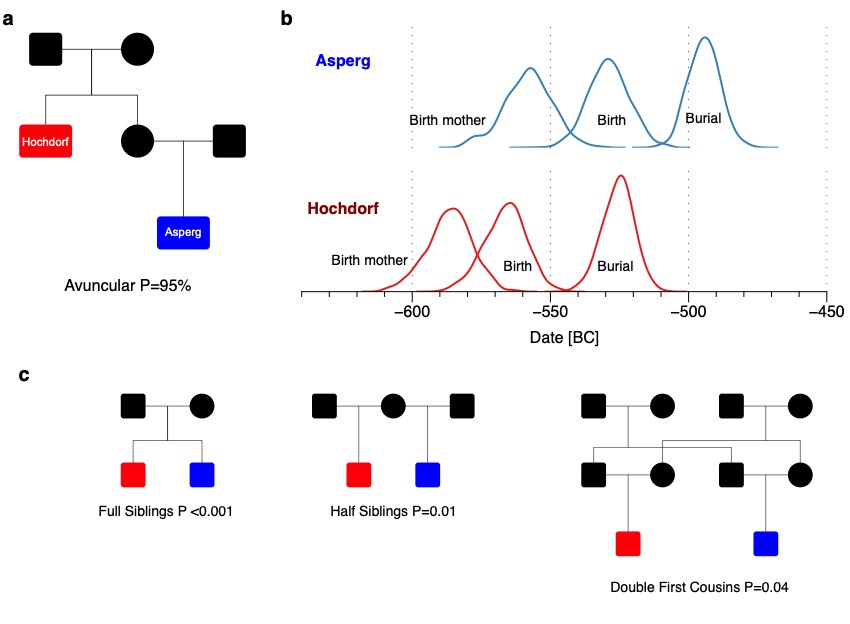 a
Hochdorf
Asperg
Avuncular P=95%
b
Asperg
Birth mother
Birth
Burial
Hochdorf
Birth mother
Birth
Burial
−600
−550
−500
−450
Date [BC]
c
Full Siblings P <0.001
Half Siblings P=0.01
Double First Cousins P=0.04